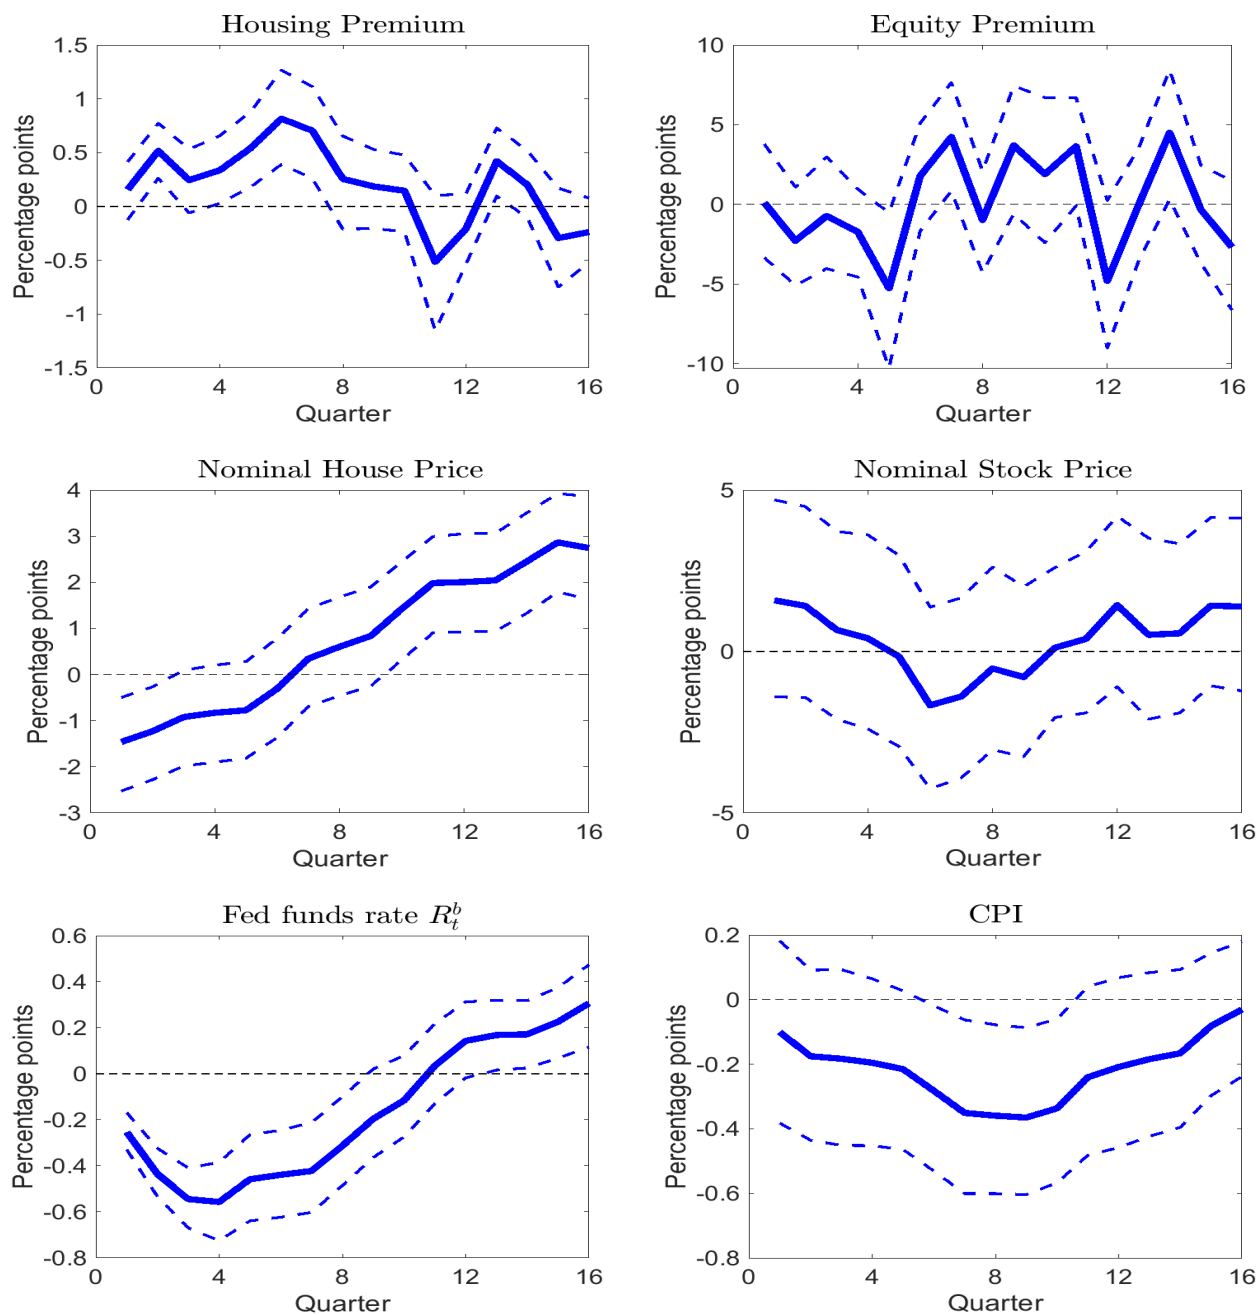 Housing Premium
Percentage points
1.5
1
0.5
0
-0.5
-1
-1.5
0 4 8 12 16
Quarter
Equity Premium
Percentage points
10
5
0
-5
-10
0 4 8 12 16
Quarter
Nominal House Price
Percentage points
4
3
2
1
0
-1
-2
-3
0 4 8 12 16
Quarter
Nominal Stock Price
Percentage points
5
0
-5
0 4 8 12 16
Quarter
Fed funds rate $R_t^b$
Percentage points
0.6
0.4
0.2
0
-0.2
-0.4
-0.6
-0.8
0 4 8 12 16
Quarter
CPI
Percentage points
0.2
0
-0.2
-0.4
-0.6
-0.8
0 4 8 12 16
Quarter